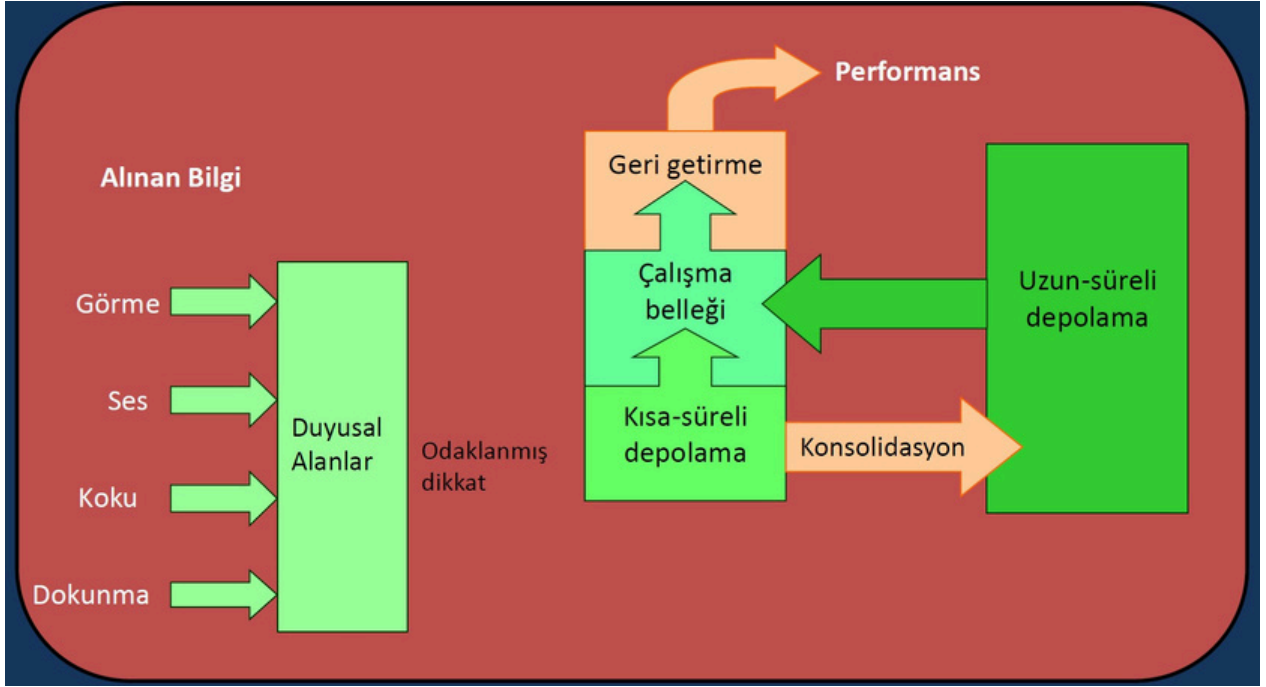 Performans
Geri getirme
Alınan Bilgi
Çalışma
belleği
Uzun-süreli
depolama
Görme
Ses
Duyusal
Alanlar
Odaklanmış
dikkat
Kısa-süreli
depolama
Konsolidasyon
Koku
Dokunma